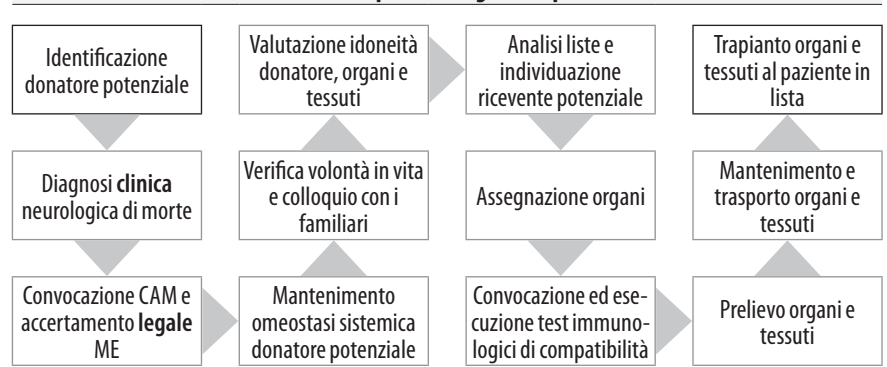 Identificazione
donatore potenziale
Diagnosi clinica
neurologica di morte
Convocazione CAM e
accertamento legale
ME
Mantenimento
omeostasi sistemica
donatore potenziale
Verifica volontà in vita
e colloquio con i
familiari
Valutazione idoneità
donatore, organi e
tessuti
Analisi liste e
individuazione
ricevente potenziale
Assegnazione organi
Convocazione ed ese-
cuzione test immuno-
logici di compatibilità
Prelievo organi e
tessuti
Mantenimento e
trasporto organi e
tessuti
Trapianto organi e
tessuti al paziente in
lista